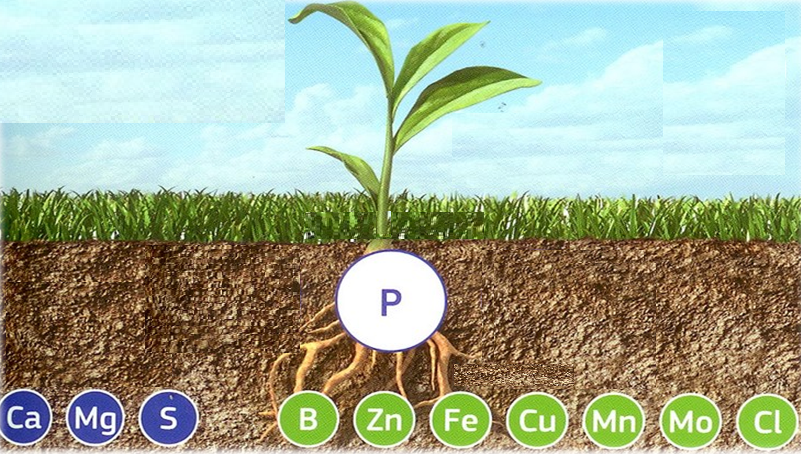 P
Ca Mg S B Zn Fe Cu Mn Mo Cl